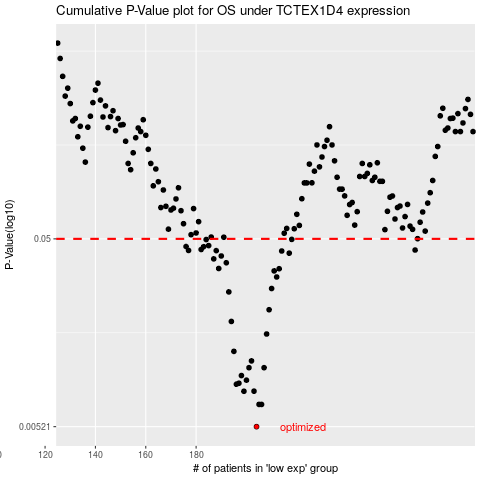 Cumulative P-Value plot for OS under TCTEX1D4 expression
P-Value(log10)
0.05
0.00521
optimized
0
120
140
160
180
# of patients in 'low exp' group